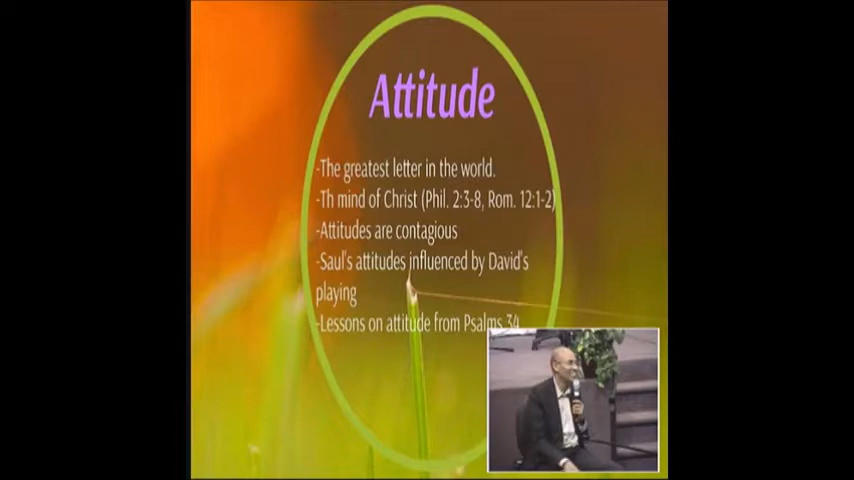 Attitude
-The greatest letter in the world.
-Th mind of Christ (Phil. 2:3-8, Rom. 12:1-2)
-Attitudes are contagious
-Saul's attitudes influenced by David's
playing
-Lessons on attitude from Psalms 34